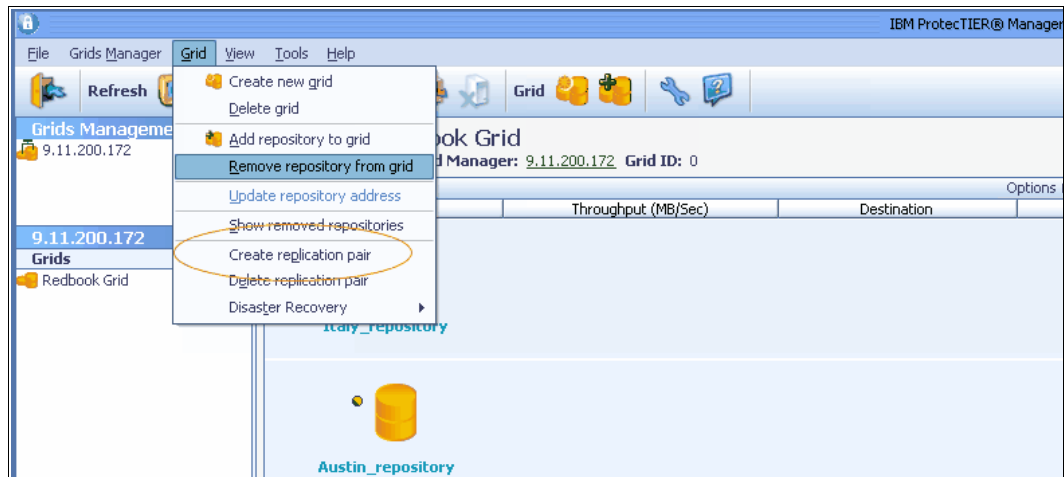 IBM ProtecTIER® Manager
File Grids Manager Grid View Tools Help
Refresh Grid
Create new grid
Delete grid
Add repository to grid
Remove repository from grid
Update repository address
Show removed repositories
Create replication pair
Delete replication pair
Disaster Recovery
Grids Manageme
9.11.200.172
9.11.200.172
Grids
Redbook Grid
ook Grid
d Manager: 9.11.200.172 Grid ID: 0
Options
Throughput (MB/Sec) Destination
Italy_repository
Austin_repository